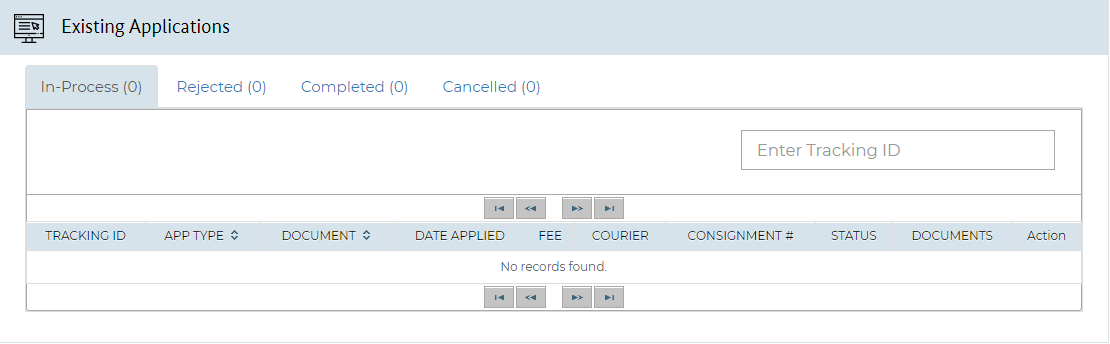 Existing Applications
In-Process (0) Rejected (0) Completed (0) Cancelled (0)
Enter Tracking ID
TRACKING ID APP TYPE DOCUMENT DATE APPLIED FEE COURIER CONSIGNMENT # STATUS DOCUMENTS Action
No records found.